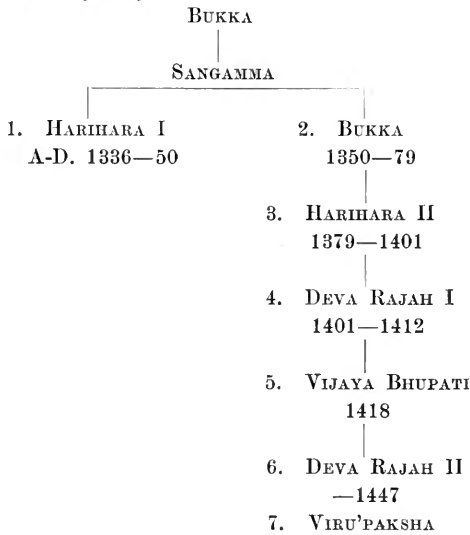 BUKKA
SANGAMMA
1. HARIHARA I
A-D. 1336—50
2. BUKKA
1350—79
3. HARIHARA II
1379—1401
4. DEVA RAJAH I
1401—1412
5. VIJAYA BHUPATI
1418
6. DEVA RAJAH II
—1447
7. VIRU'PAKSHA